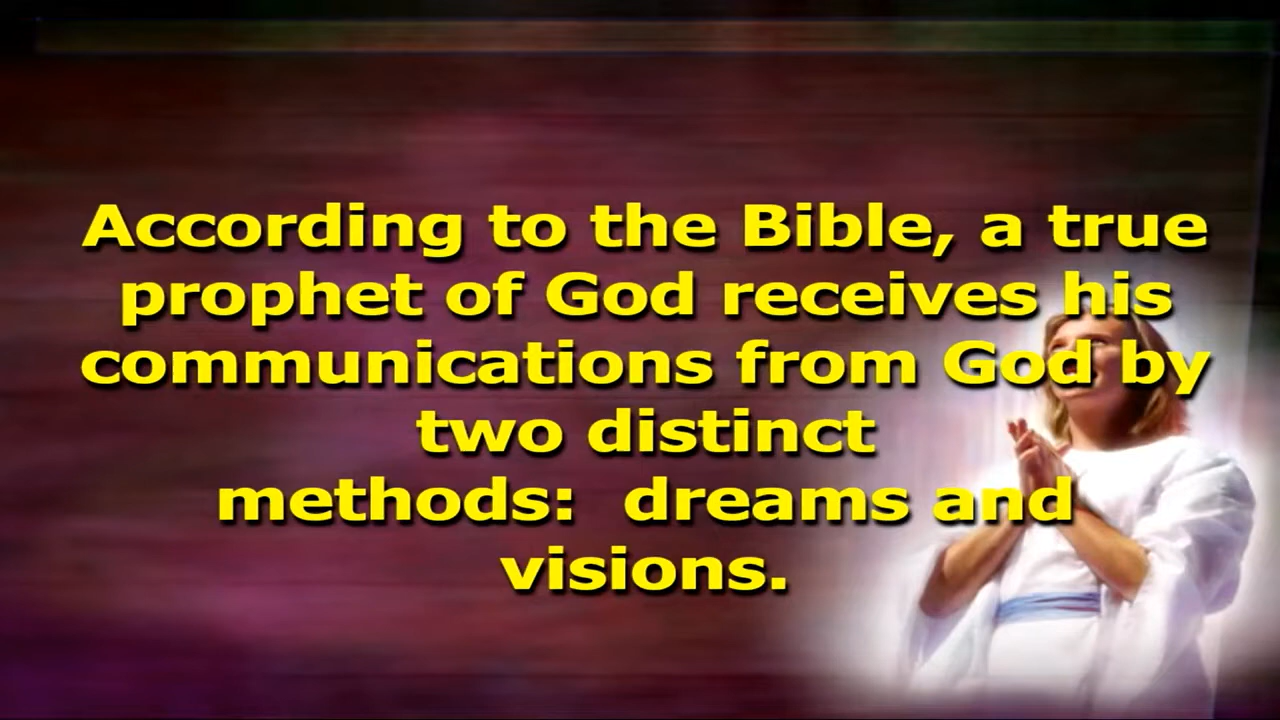 According to the Bible, a true
prophet of God receives his
communications from God by
two distinct
methods:  dreams and
visions.